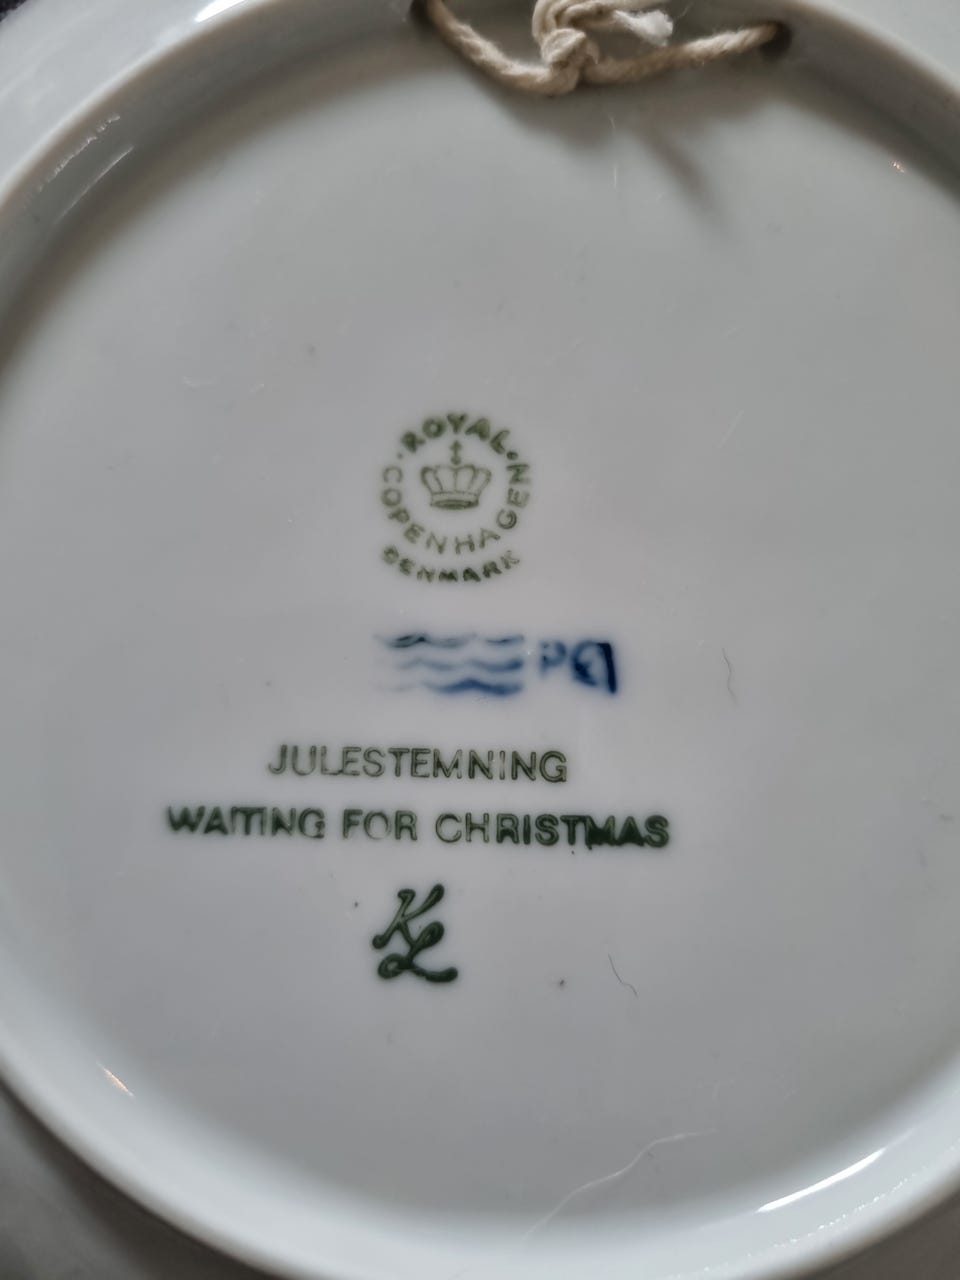 ROYAL
COPENHAGEN
DENMARK
JULESTEMNING
WAITING FOR CHRISTMAS
KL